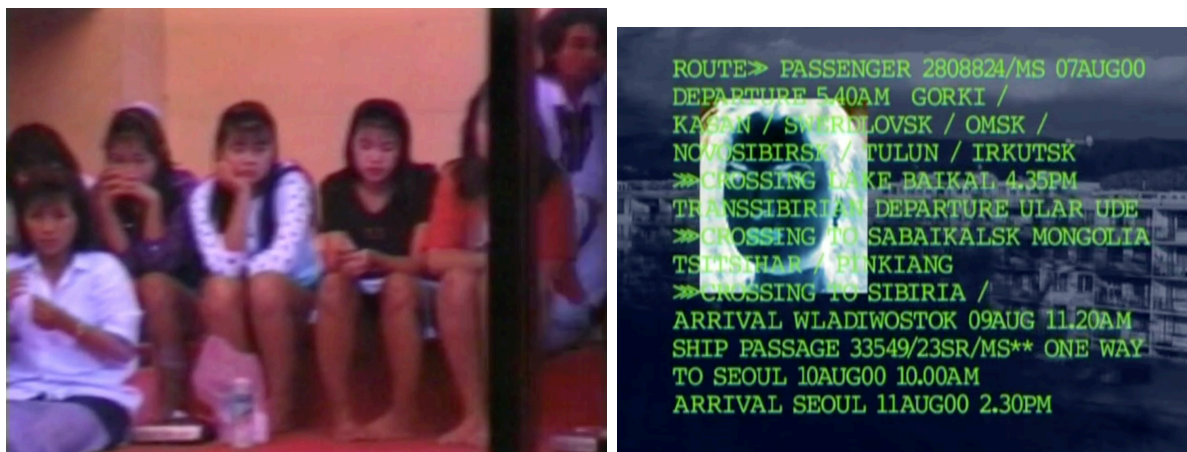 ROUTE≫ PASSENGER 2808824/MS 07AUG00
DEPARTURE 5.40AM GORKI /
KASAN / SWERDLOVSK / OMSK /
NOVOSIBIRSK / TULUN / IRKUTSK
≫CROSSING LAKE BAIKAL 4.35PM
TRANSSIBIRIAN DEPARTURE ULAR UDE
≫CROSSING TO SABAIKALSK MONGOLIA
TSITSIHAR / PINKIANG
≫CROSSING TO SIBIRIA /
ARRIVAL WLADIWOSTOK 09AUG 11.20AM
SHIP PASSAGE 33549/23SR/MS** ONE WAY
TO SEOUL 10AUG00 10.00AM
ARRIVAL SEOUL 11AUG00 2.30PM